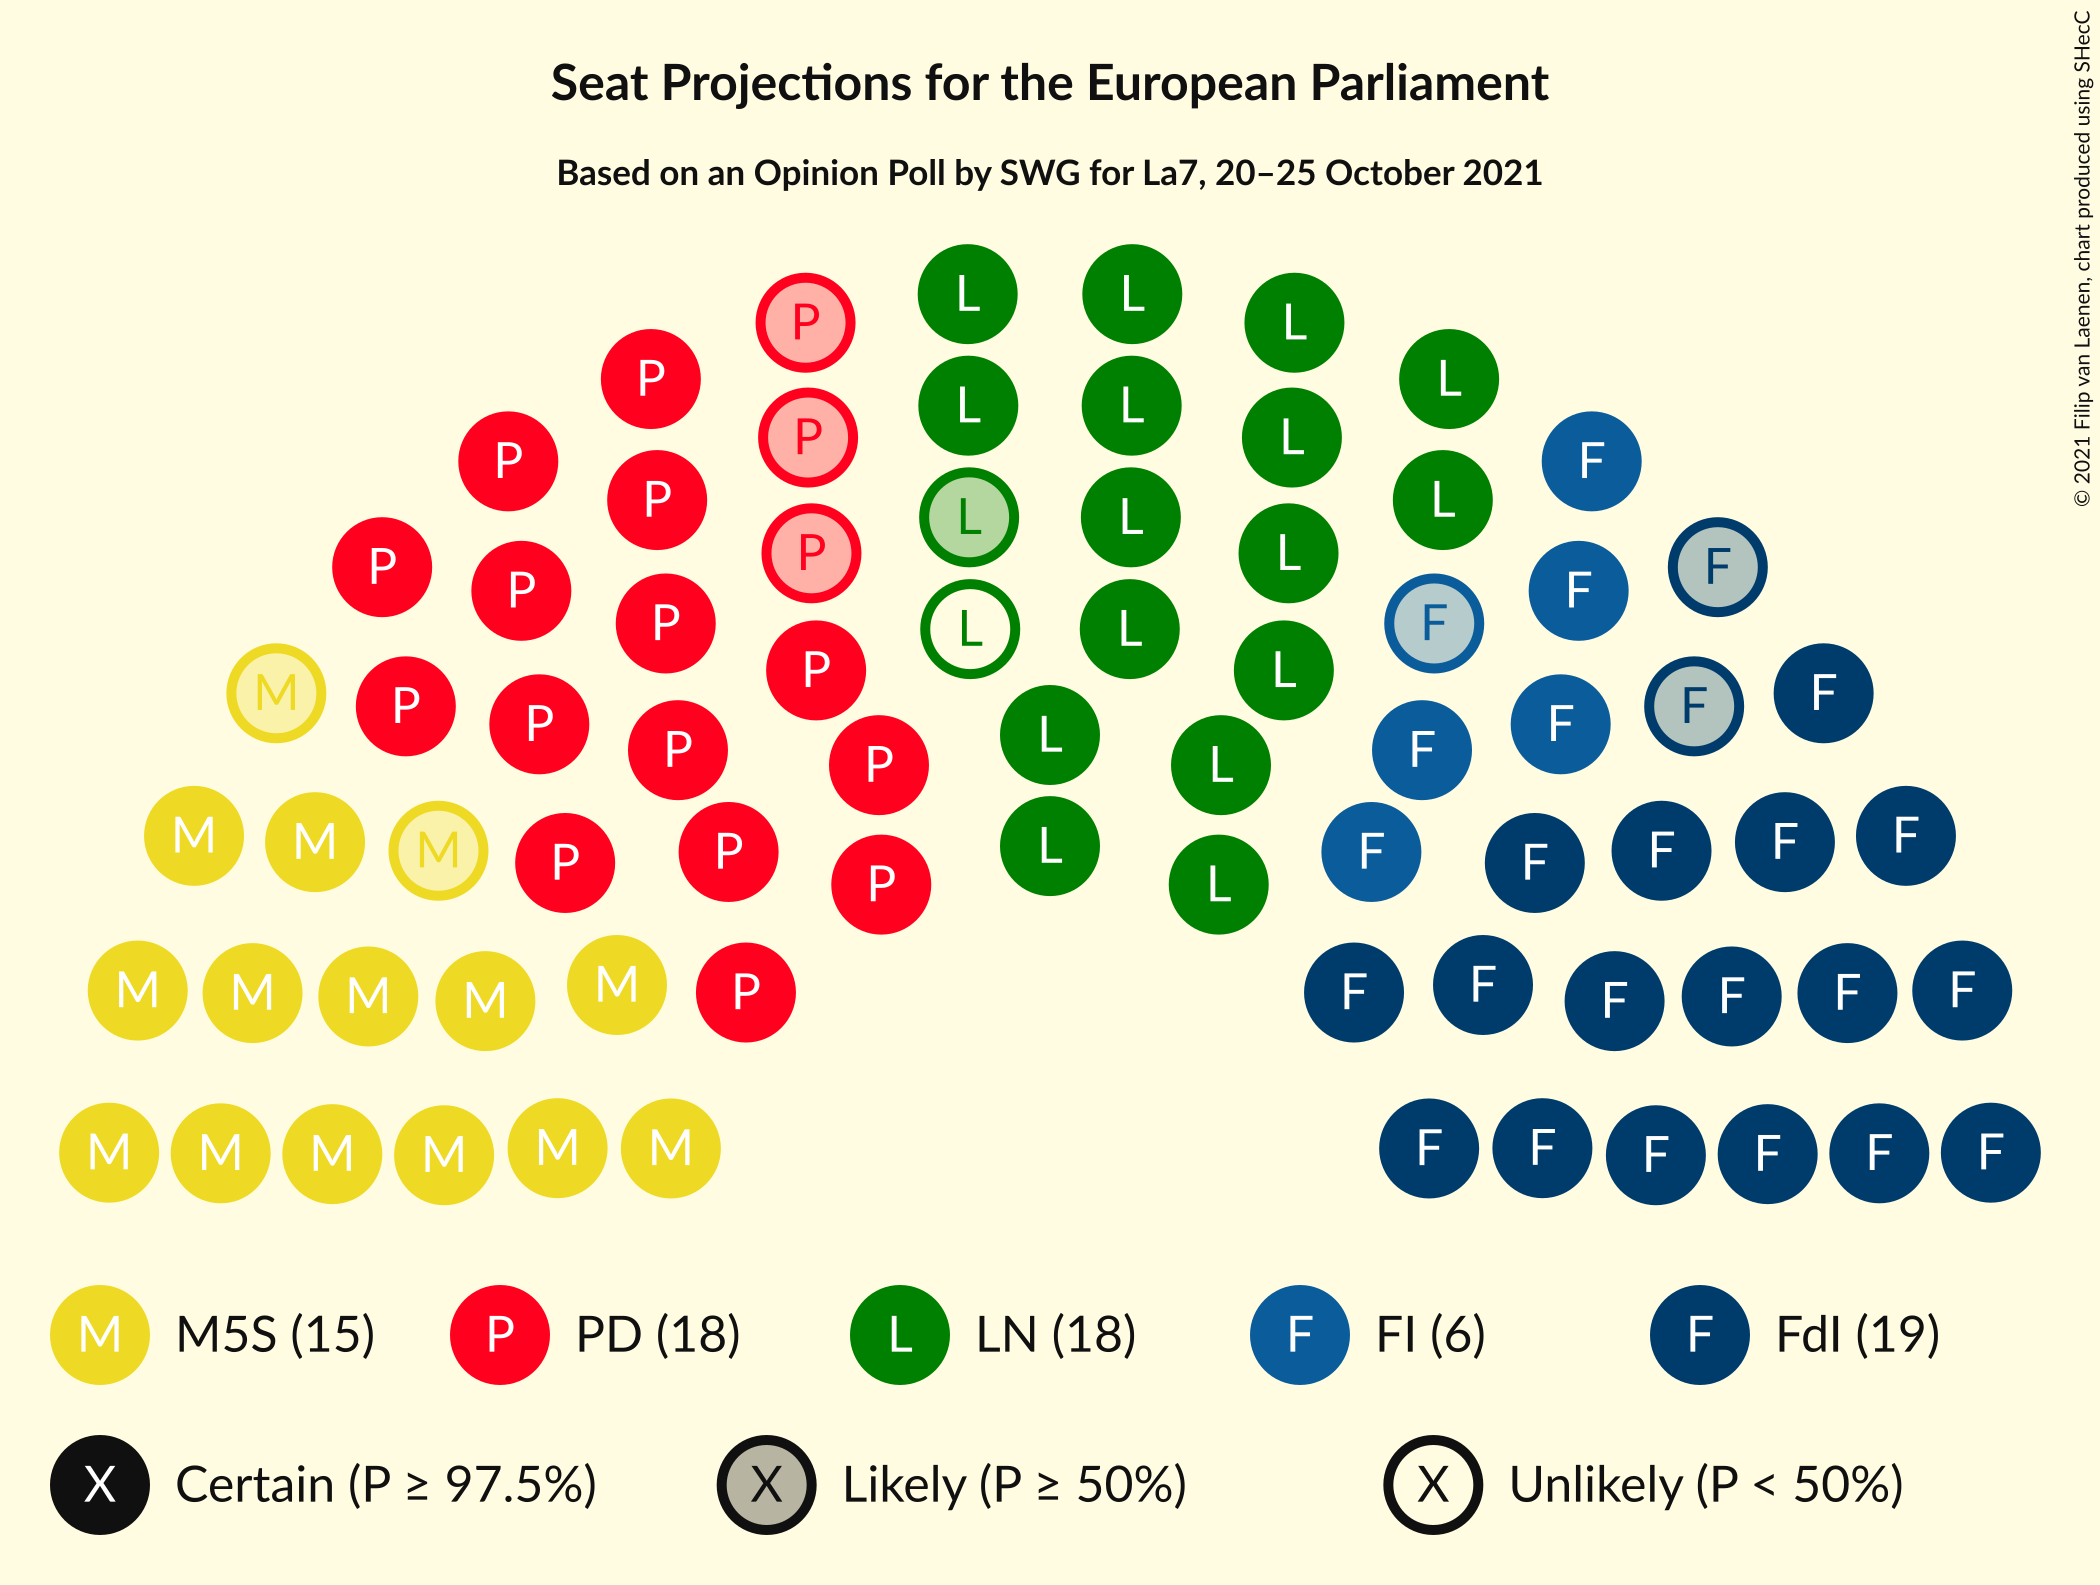 Seat Projections for the European Parliament
Based on an Opinion Poll by SWG for La7, 20–25 October 2021
© 2021 Filip van Laenen, chart produced using SHecC
L L
P L L
P L
L L
P L
P F
P L
P L
P L L
P F F
P F
P L
P L
M P P L F F
P F
P F
P L
P L
M M M P P L F F F F F
P L
M M M M M P F F F F F F
M M M M M M F F F F F F
M M5S (15) P PD (18) L LN (18) F FI (6) F FdI (19)
X Certain (P ≥ 97.5%) X Likely (P ≥ 50%) X Unlikely (P < 50%)